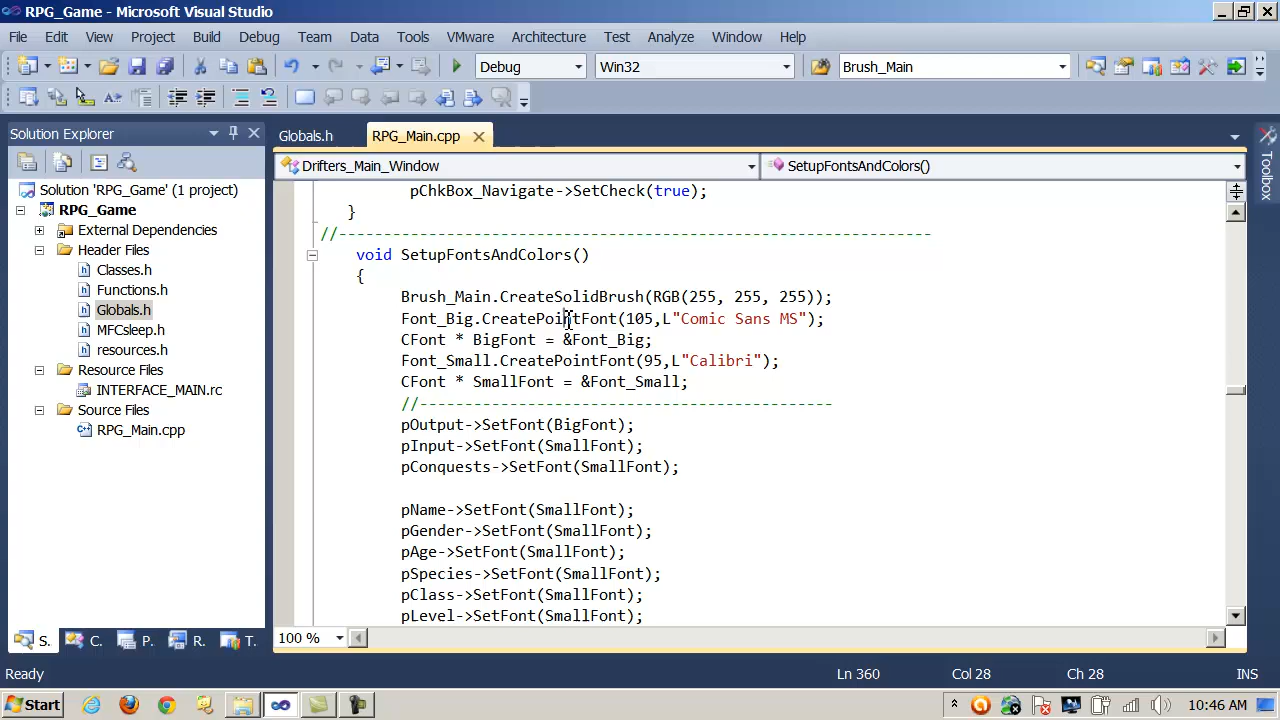 RPG_Game - Microsoft Visual Studio
File Edit View Project Build Debug Team Data Tools VMware Architecture Test Analyze Window Help
Debug Win32 Brush_Main
Solution Explorer
Globals.h RPG_Main.cpp
Toolbox
Drifters_Main_Window SetupFontsAndColors()
Solution 'RPG_Game' (1 project)
RPG_Game
External Dependencies
Header Files
Classes.h
Functions.h
Globals.h
MFCsleep.h
resources.h
Resource Files
INTERFACE_MAIN.rc
Source Files
RPG_Main.cpp
pChkBox_Navigate->SetCheck(true);
}
//------------------------------------------------------------------
void SetupFontsAndColors()
{
Brush_Main.CreateSolidBrush(RGB(255, 255, 255));
Font_Big.CreatePointFont(105,L"Comic Sans MS");
CFont * BigFont = &Font_Big;
Font_Small.CreatePointFont(95,L"Calibri");
CFont * SmallFont = &Font_Small;
//----------------------------------------------
pOutput->SetFont(BigFont);
pInput->SetFont(SmallFont);
pConquests->SetFont(SmallFont);
pName->SetFont(SmallFont);
pGender->SetFont(SmallFont);
pAge->SetFont(SmallFont);
pSpecies->SetFont(SmallFont);
pClass->SetFont(SmallFont);
pLevel->SetFont(SmallFont);
S. C. P. R. T.
100 %
Ready Ln 360 Col 28 Ch 28 INS
Start 10:46 AM